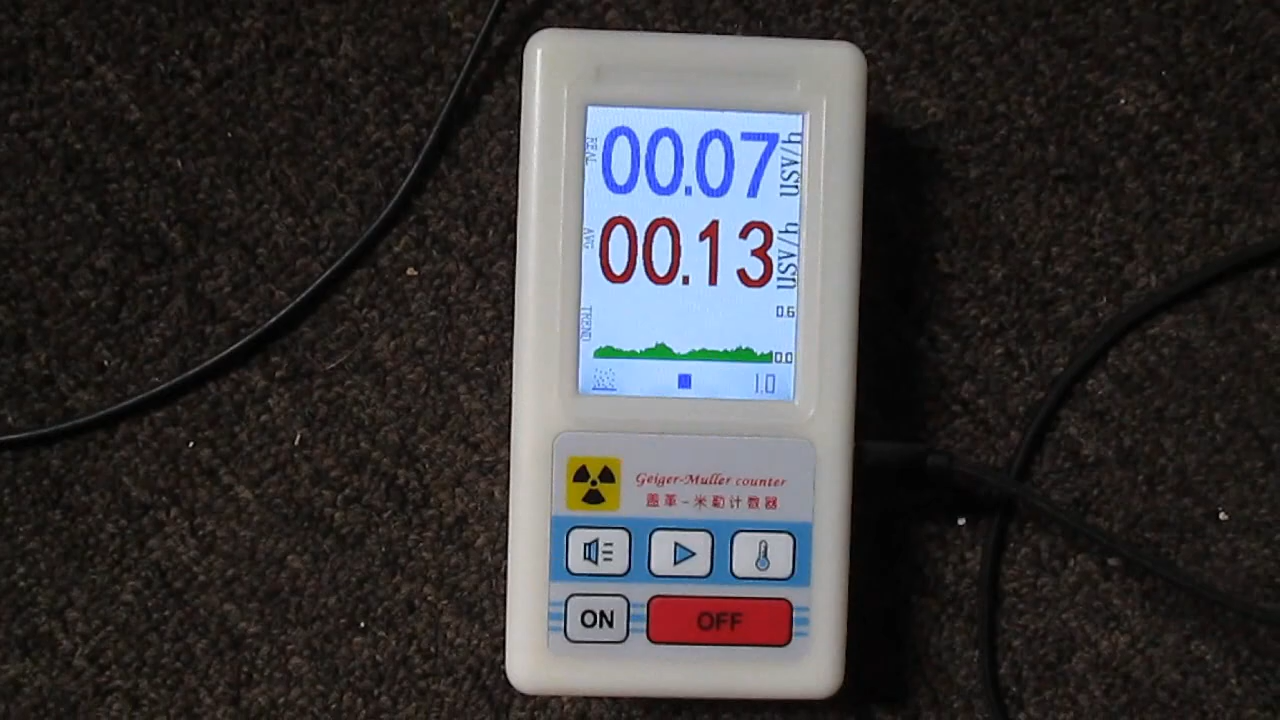 REAL 00.07 usv/h
AVG 00.13 usv/h
TREND 0.6
0.0
1.0
Geiger-Muller counter
盖革-米勒计数器
ON OFF